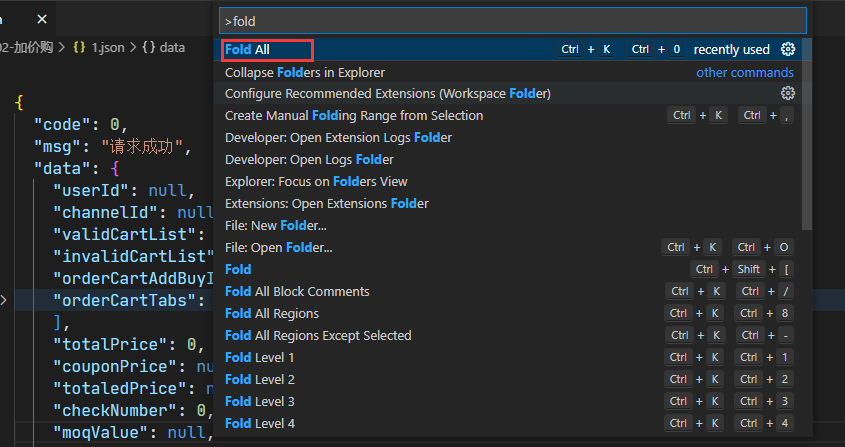 >fold
02-加价购 > {} 1.json > {} data
Fold All Ctrl + K Ctrl + 0 recently used
Collapse Folders in Explorer other commands
Configure Recommended Extensions (Workspace Folder)
{
Create Manual Folding Range from Selection Ctrl + K Ctrl + ,
"code": 0,
Developer: Open Extension Logs Folder
"msg": "请求成功",
Developer: Open Logs Folder
"data": {
Explorer: Focus on Folders View
"userId": null,
Extensions: Open Extensions Folder
"channelId": null
File: New Folder...
"validCartList":
File: Open Folder... Ctrl + K Ctrl + O
"invalidCartList"
Fold Ctrl + Shift + [
"orderCartAddBuyI
Fold All Block Comments Ctrl + K Ctrl + /
"orderCartTabs":
Fold All Regions Ctrl + K Ctrl + 8
],
Fold All Regions Except Selected Ctrl + K Ctrl + -
"totalPrice": 0,
Fold Level 1 Ctrl + K Ctrl + 1
"couponPrice": nu
Fold Level 2 Ctrl + K Ctrl + 2
"totaledPrice": n
Fold Level 3 Ctrl + K Ctrl + 3
"checkNumber": 0,
Fold Level 4 Ctrl + K Ctrl + 4
"moqValue": null,